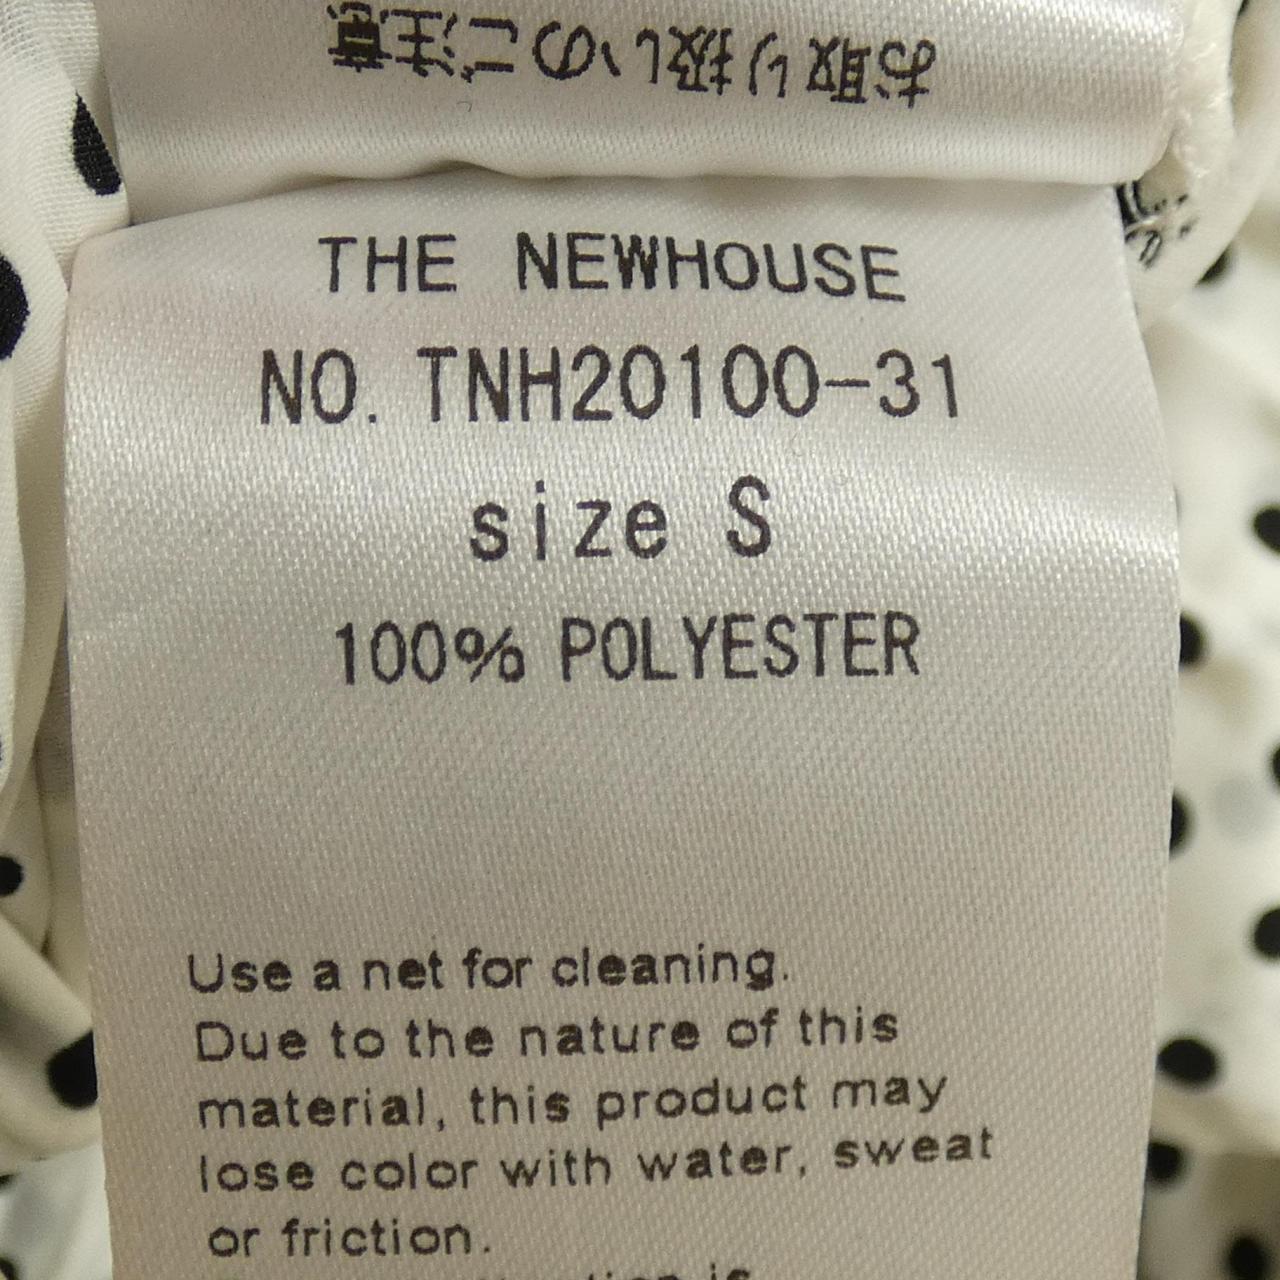 お取り扱いのご注意
THE NEWHOUSE
NO. TNH20100-31
size S
100% POLYESTER
Use a net for cleaning.
Due to the nature of this
material, this product may
lose color with water, sweat
or friction.
is